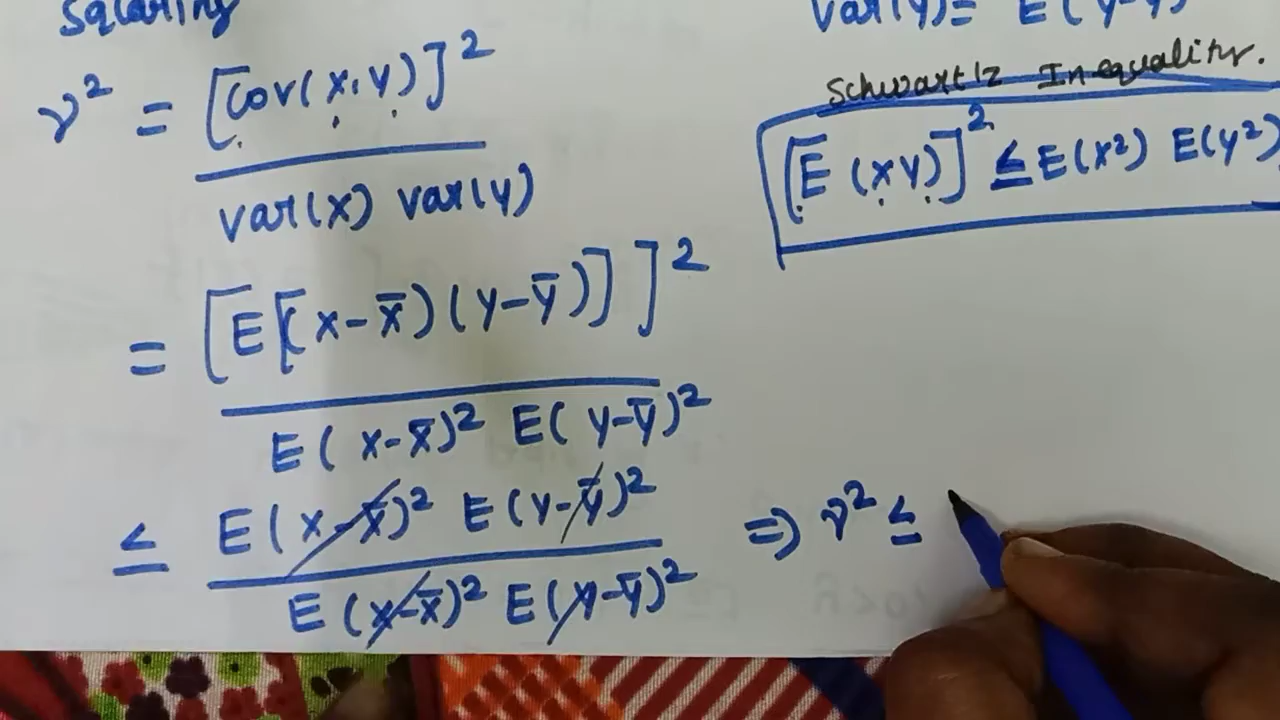 Squaring
γ² = [Cov(X,Y)]²
Var(X) Var(Y)
= [E[(X-X̄)(Y-Ȳ)]]²
E(X-X̄)² E(Y-Ȳ)²
≤ E(X-X̄)² E(Y-Ȳ)²
E(X-X̄)² E(Y-Ȳ)²
Var(Y)= E(Y-Ȳ)
Schwartz Inequality.
[E(XY)]² ≤ E(X²) E(Y²)
⇒ γ² ≤